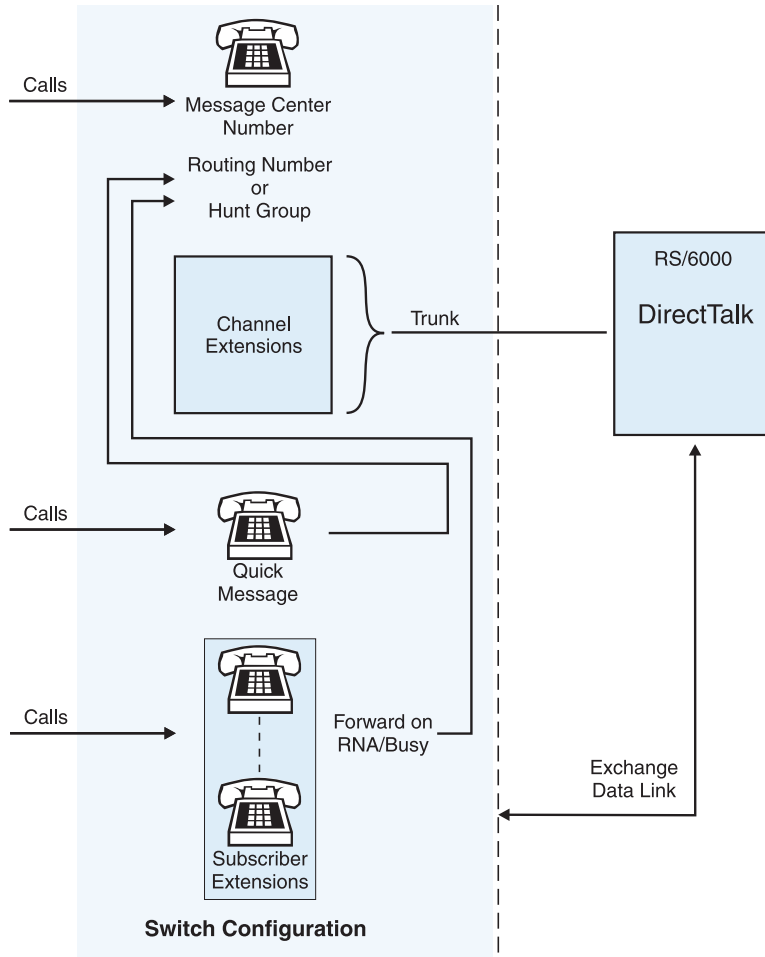 Calls
Message Center
Number
Routing Number
or
Hunt Group
RS/6000
DirectTalk
Channel
Extensions
Trunk
Calls
Quick
Message
Calls
Forward on
RNA/Busy
Exchange
Data Link
Subscriber
Extensions
Switch Configuration